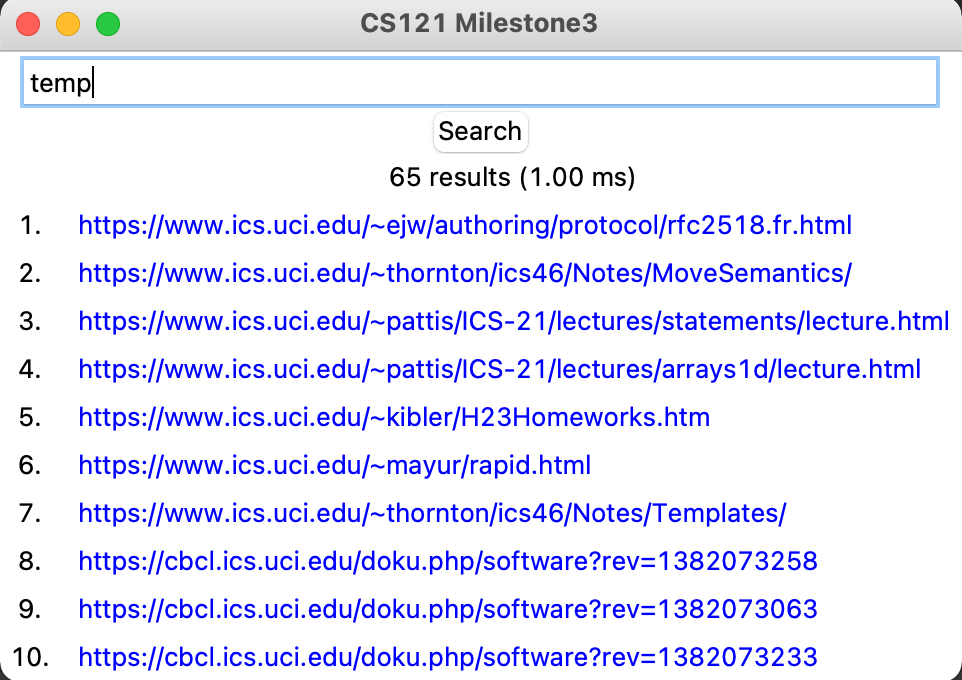 CS121 Milestone3
temp
Search
65 results (1.00 ms)
1. https://www.ics.uci.edu/~ejw/authoring/protocol/rfc2518.fr.html
2. https://www.ics.uci.edu/~thornton/ics46/Notes/MoveSemantics/
3. https://www.ics.uci.edu/~pattis/ICS-21/lectures/statements/lecture.html
4. https://www.ics.uci.edu/~pattis/ICS-21/lectures/arrays1d/lecture.html
5. https://www.ics.uci.edu/~kibler/H23Homeworks.htm
6. https://www.ics.uci.edu/~mayur/rapid.html
7. https://www.ics.uci.edu/~thornton/ics46/Notes/Templates/
8. https://cbcl.ics.uci.edu/doku.php/software?rev=1382073258
9. https://cbcl.ics.uci.edu/doku.php/software?rev=1382073063
10. https://cbcl.ics.uci.edu/doku.php/software?rev=1382073233